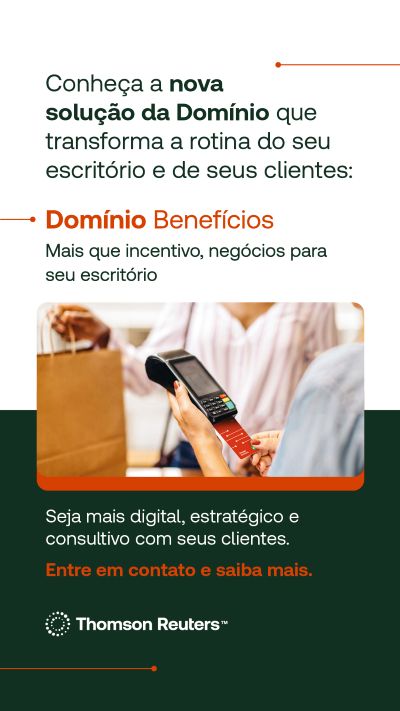 Conheça a nova
solução da Domínio que
transforma a rotina do seu
escritório e de seus clientes:
Domínio Benefícios
Mais que incentivo, negócios para
seu escritório
Seja mais digital, estratégico e
consultivo com seus clientes.
Entre em contato e saiba mais.
Thomson Reuters™